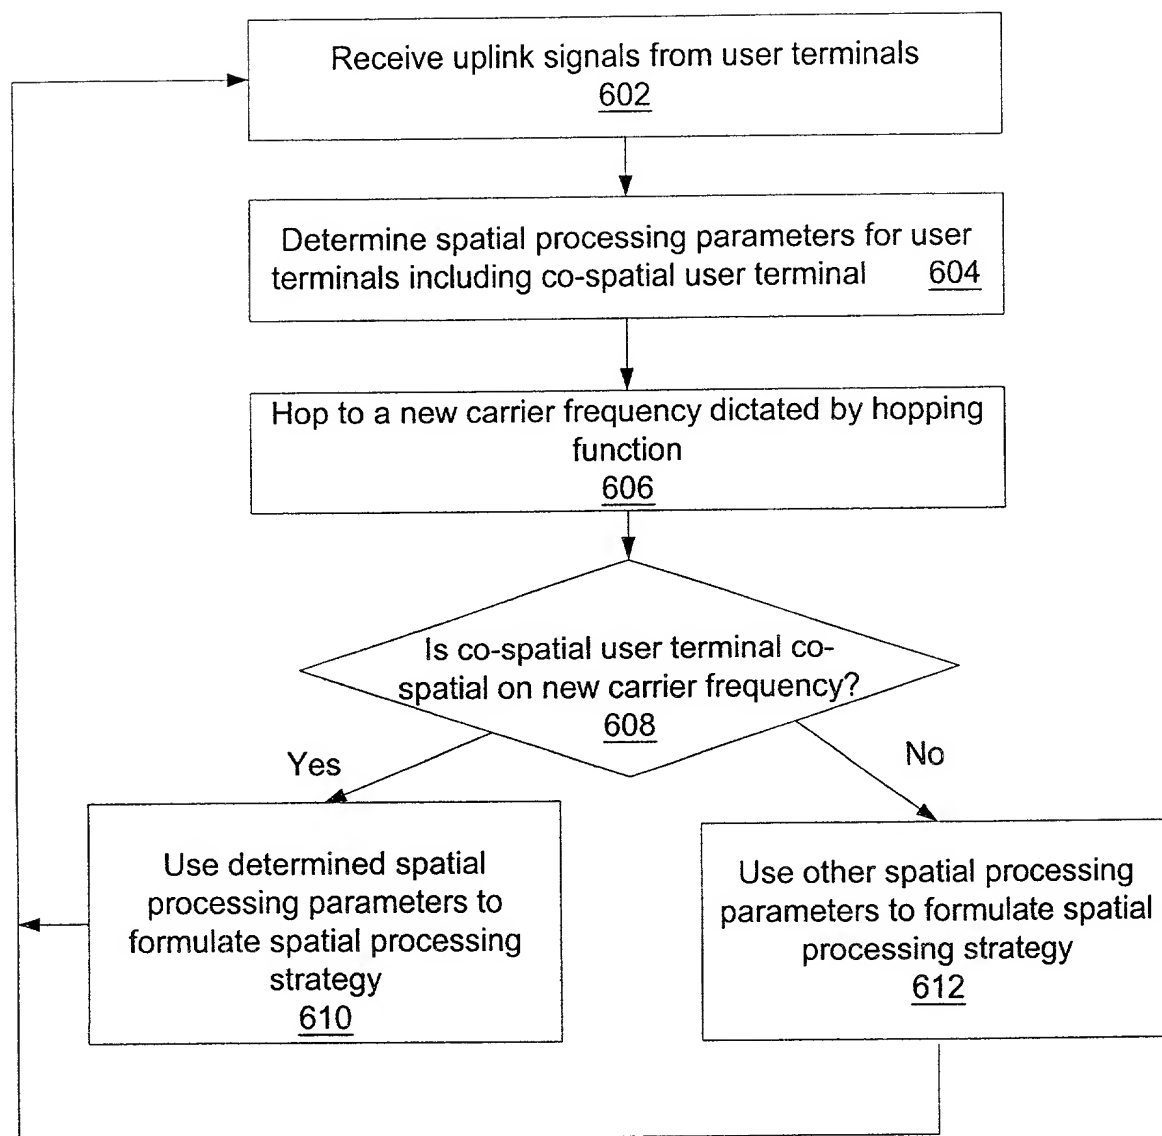 Receive uplink signals from user terminals
602
Determine spatial processing parameters for user
terminals including co-spatial user terminal 604
Hop to a new carrier frequency dictated by hopping
function
606
Is co-spatial user terminal co-
spatial on new carrier frequency?
608
Yes
No
Use determined spatial
processing parameters to
formulate spatial processing
strategy
610
Use other spatial processing
parameters to formulate spatial
processing strategy
612